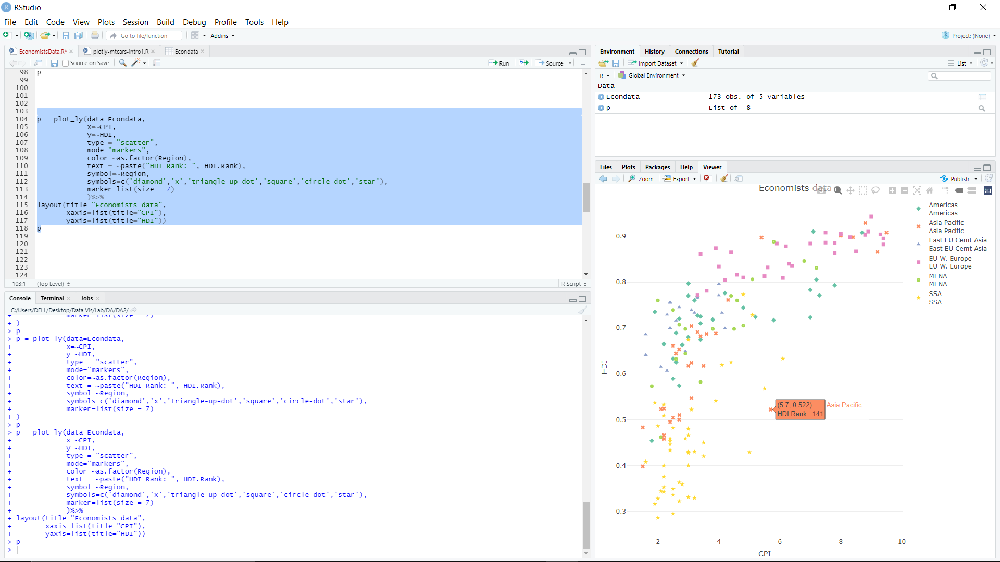 RStudio
File Edit Code View Plots Session Build Debug Profile Tools Help
Go to file/function Addins Project: (None)
EconomistsData.R* plotly-mtcars-intro1.R Econdata
Source on Save Run Source
98 p
99
100
101
102
103
104 p = plot_ly(data=Econdata,
105 x=~CPI,
106 y=~HDI,
107 type = "scatter",
108 mode="markers",
109 color=~as.factor(Region),
110 text = ~paste("HDI Rank: ", HDI.Rank),
111 symbol=~Region,
112 symbols=c('diamond','x','triangle-up-dot','square','circle-dot','star'),
113 marker=list(size = 7)
114 )%>%
115 layout(title="Economists data",
116 xaxis=list(title="CPI"),
117 yaxis=list(title="HDI"))
118 p
119
120
121
122
123
124
103:1 (Top Level) R Script
Console Terminal Jobs
C:/Users/DELL/Desktop/Data Vis/Lab/DA/DA2/
+ marker=list(size = 7)
+ )
> p
> p = plot_ly(data=Econdata,
+ x=~CPI,
+ y=~HDI,
+ type = "scatter",
+ mode="markers",
+ color=~as.factor(Region),
+ text = ~paste("HDI Rank: ", HDI.Rank),
+ symbol=~Region,
+ symbols=c('diamond','x','triangle-up-dot','square','circle-dot','star'),
+ marker=list(size = 7)
+ )
> p
> p = plot_ly(data=Econdata,
+ x=~CPI,
+ y=~HDI,
+ type = "scatter",
+ mode="markers",
+ color=~as.factor(Region),
+ text = ~paste("HDI Rank: ", HDI.Rank),
+ symbol=~Region,
+ symbols=c('diamond','x','triangle-up-dot','square','circle-dot','star'),
+ marker=list(size = 7)
+ )%>%
+ layout(title="Economists data",
+ xaxis=list(title="CPI"),
+ yaxis=list(title="HDI"))
> p
>
Environment History Connections Tutorial
Import Dataset List
R Global Environment
Data
Econdata 173 obs. of 5 variables
p List of 8
Files Plots Packages Help Viewer
Zoom Export Publish
Economists data
Americas
Americas
Asia Pacific
Asia Pacific
East EU Cemt Asia
East EU Cemt Asia
EU W. Europe
EU W. Europe
MENA
MENA
SSA
SSA
0.9
0.8
0.7
0.6
0.5
0.4
0.3
HDI
(5.7, 0.522) Asia Pacific...
HDI Rank: 141
2 4 6 8 10
CPI